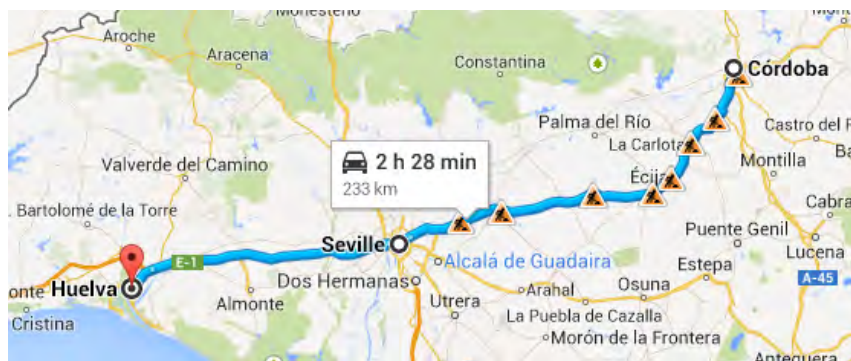 Monesterio
Aroche
Aracena
Constantina
Córdoba
Palma del Río
La Carlota
Castro del
Valverde del Camino
2 h 28 min
233 km
Écija
Montilla
Bartolomé de la Torre
Cabra
Puente Genil
Seville
Lucena
E-1
Alcalá de Guadaira
Estepa
Huelva
Dos Hermanas
Osuna
A-45
Almonte
Arahal
Utrera
Cristina
La Puebla de Cazalla
Morón de la Frontera
Antequera